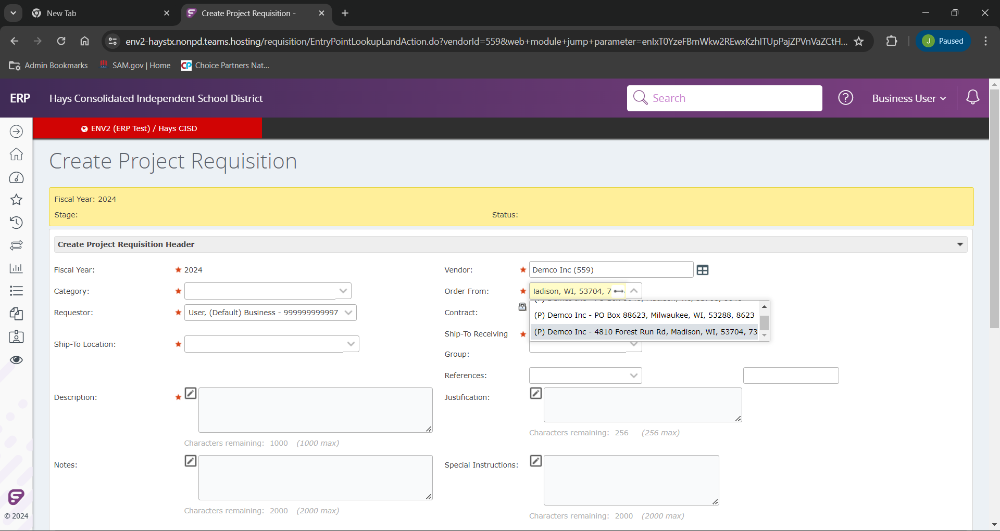 New Tab
Create Project Requisition -
env2-haystx.nonpd.teams.hosting/requisition/EntryPointLookupLandAction.do?vendorId=559&web+module+jump+parameter=enIxT0YzeFBmWkw2REwxKzhITUpPajZPVnVaZCtH...
J Paused
Admin Bookmarks
SAM.gov | Home
CP Choice Partners Nat...
ERP Hays Consolidated Independent School District
Search
? Business User
ENV2 (ERP Test) / Hays CISD
Create Project Requisition
Fiscal Year: 2024
Stage: Status:
Create Project Requisition Header
Fiscal Year: 2024 Vendor: Demco Inc (559)
Category: Order From: ladison, WI, 53704, 7
Requestor: User, (Default) Business - 999999999997 Contract: (P) Demco Inc - PO Box 88623, Milwaukee, WI, 53288, 8623
Ship-To Receiving (P) Demco Inc - 4810 Forest Run Rd, Madison, WI, 53704, 73
Ship-To Location:
Group:
References:
Description: Justification:
Characters remaining: 256 (256 max)
Characters remaining: 1000 (1000 max)
Notes: Special Instructions:
Characters remaining: 2000 (2000 max)
Characters remaining: 2000 (2000 max)
© 2024